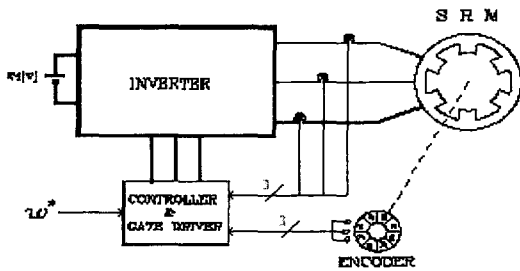 S R M
INVERTER
CONTROLLER
&
GATE DRIVER
3
3
ω*
ENCODER